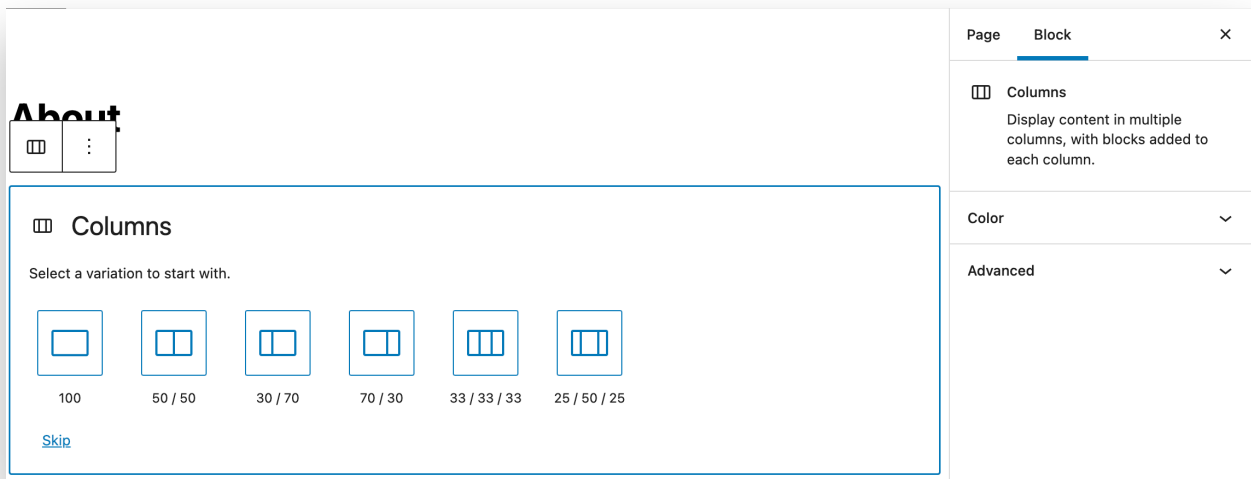 About
Columns
Select a variation to start with.
100
50 / 50
30 / 70
70 / 30
33 / 33 / 33
25 / 50 / 25
Skip
Page
Block
Columns
Display content in multiple
columns, with blocks added to
each column.
Color
Advanced